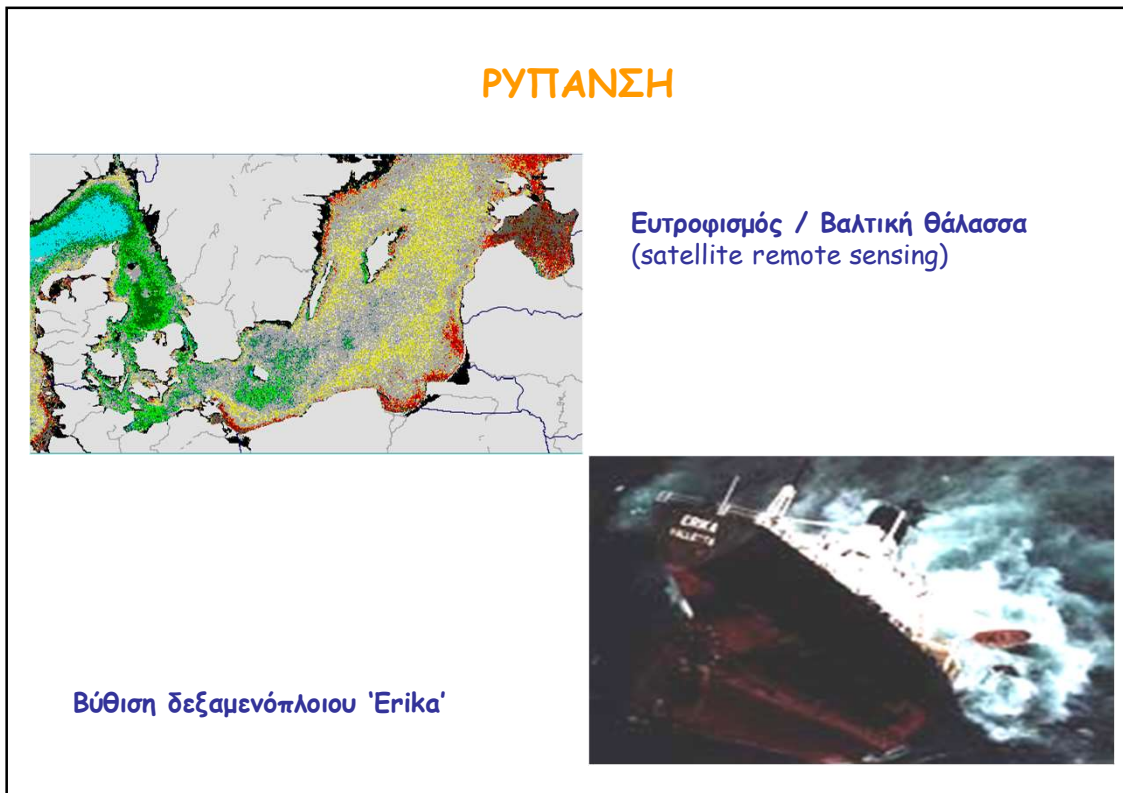 ΡΥΠΑΝΣΗ
Ευτροφισμός / Βαλτική θάλασσα
(satellite remote sensing)
ERIKA
VALLETTA
Βύθιση δεξαμενόπλοιου ‘Erika’